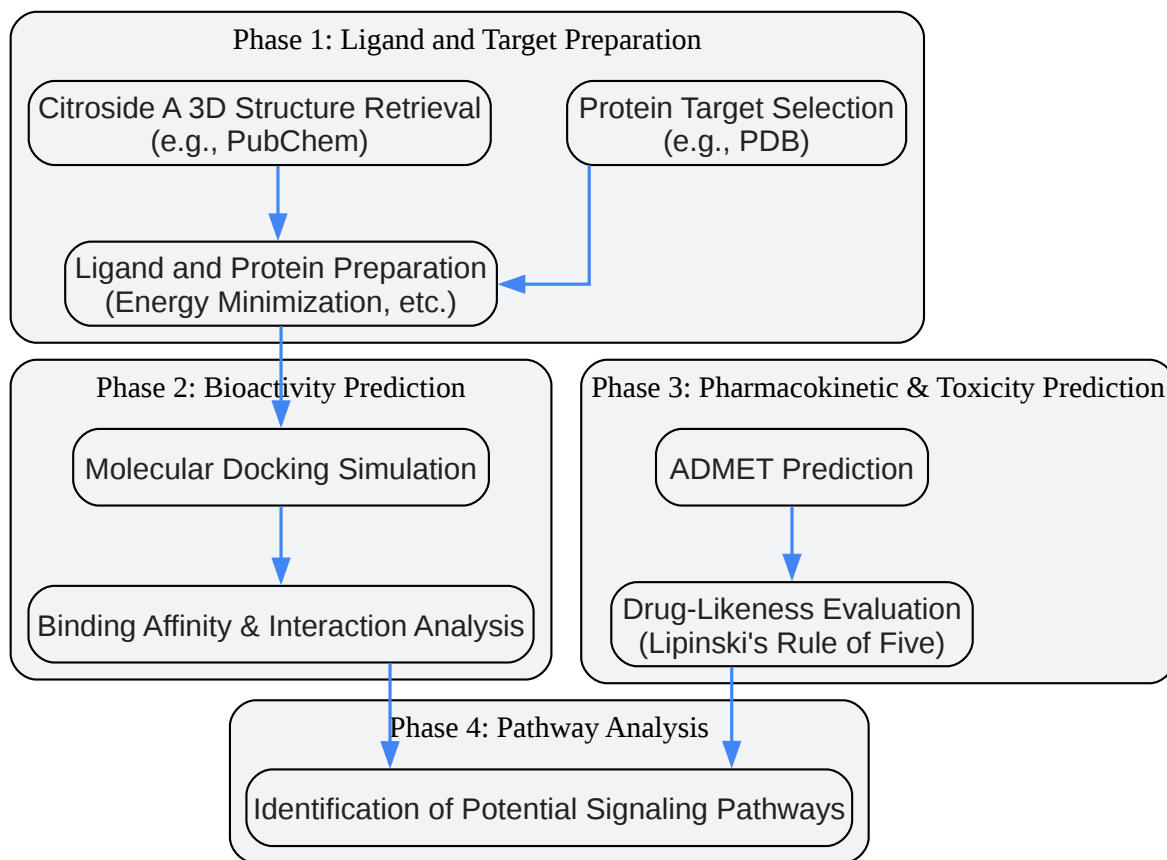 Phase 1: Ligand and Target Preparation
Citroside A 3D Structure Retrieval
(e.g., PubChem)
Protein Target Selection
(e.g., PDB)
Ligand and Protein Preparation
(Energy Minimization, etc.)
Phase 2: Bioactivity Prediction
Molecular Docking Simulation
Binding Affinity & Interaction Analysis
Phase 3: Pharmacokinetic & Toxicity Prediction
ADMET Prediction
Drug-Likeness Evaluation
(Lipinski's Rule of Five)
Phase 4: Pathway Analysis
Identification of Potential Signaling Pathways